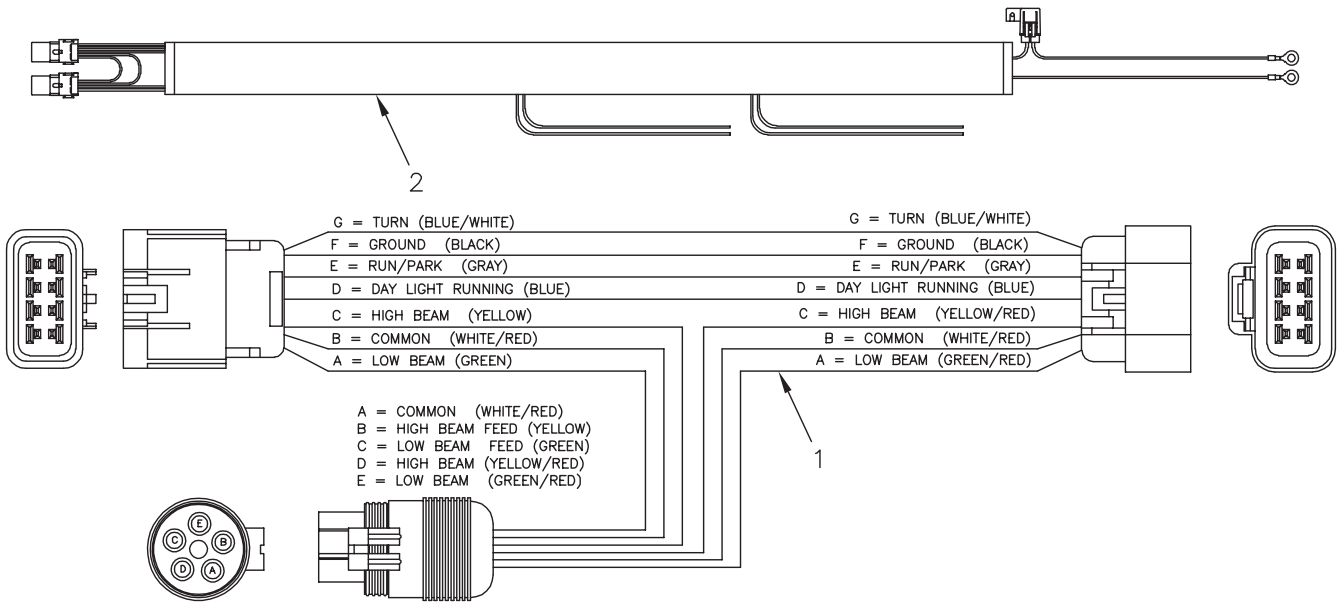 2
G = TURN (BLUE/WHITE)
F = GROUND (BLACK)
E = RUN/PARK (GRAY)
D = DAY LIGHT RUNNING (BLUE)
C = HIGH BEAM (YELLOW)
B = COMMON (WHITE/RED)
A = LOW BEAM (GREEN)
G = TURN (BLUE/WHITE)
F = GROUND (BLACK)
E = RUN/PARK (GRAY)
D = DAY LIGHT RUNNING (BLUE)
C = HIGH BEAM (YELLOW/RED)
B = COMMON (WHITE/RED)
A = LOW BEAM (GREEN/RED)
1
A = COMMON (WHITE/RED)
B = HIGH BEAM FEED (YELLOW)
C = LOW BEAM FEED (GREEN)
D = HIGH BEAM (YELLOW/RED)
E = LOW BEAM (GREEN/RED)
E
C
B
D
A